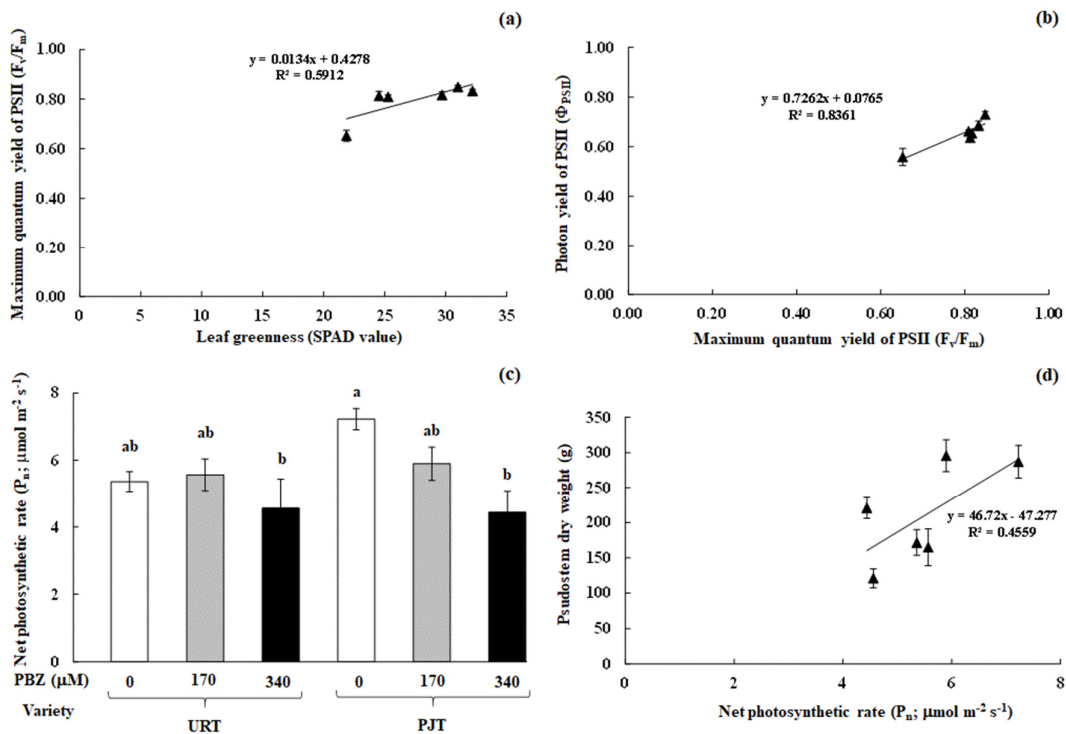 (a)
Maximum quantum yield of PSII (Fv/Fm)
1.00
0.80
0.60
0.40
0.20
0.00
y = 0.0134x + 0.4278
R² = 0.5912
0 5 10 15 20 25 30 35
Leaf greenness (SPAD value)
(b)
Photon yield of PSII (ΦPSII)
1.00
0.80
0.60
0.40
0.20
0.00
y = 0.7262x + 0.0765
R² = 0.8361
0.00 0.20 0.40 0.60 0.80 1.00
Maximum quantum yield of PSII (Fv/Fm)
(c)
Net photosynthetic rate (Pn; µmol m-2 s-1)
8
6
4
2
0
ab ab b a ab b
PBZ (µM) 0 170 340 0 170 340
Variety URT PJT
(d)
Psudostem dry weight (g)
350
300
250
200
150
100
50
0
y = 46.72x - 47.277
R² = 0.4559
0 2 4 6 8
Net photosynthetic rate (Pn; µmol m-2 s-1)